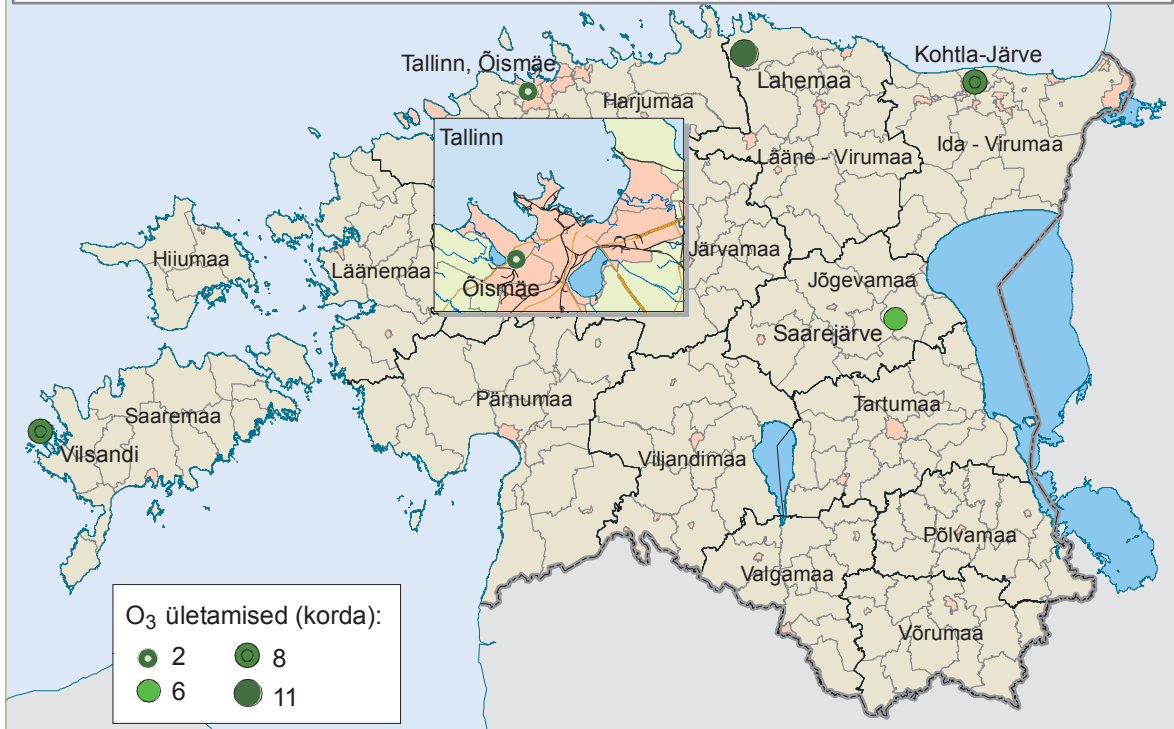 Tallinn, Õismäe
Kohtla-Järve
Lahemaa
Harjumaa
Tallinn
Lääne - Virumaa
Ida - Virumaa
Hiiumaa
Läänemaa
Järvamaa
Õismäe
Jõgevamaa
Saarejärve
Saaremaa
Pärnumaa
Tartumaa
Vilsandi
Viljandimaa
Põlvamaa
Valgamaa
Võrumaa
O₃ ületamised (korda):
2 8
6 11